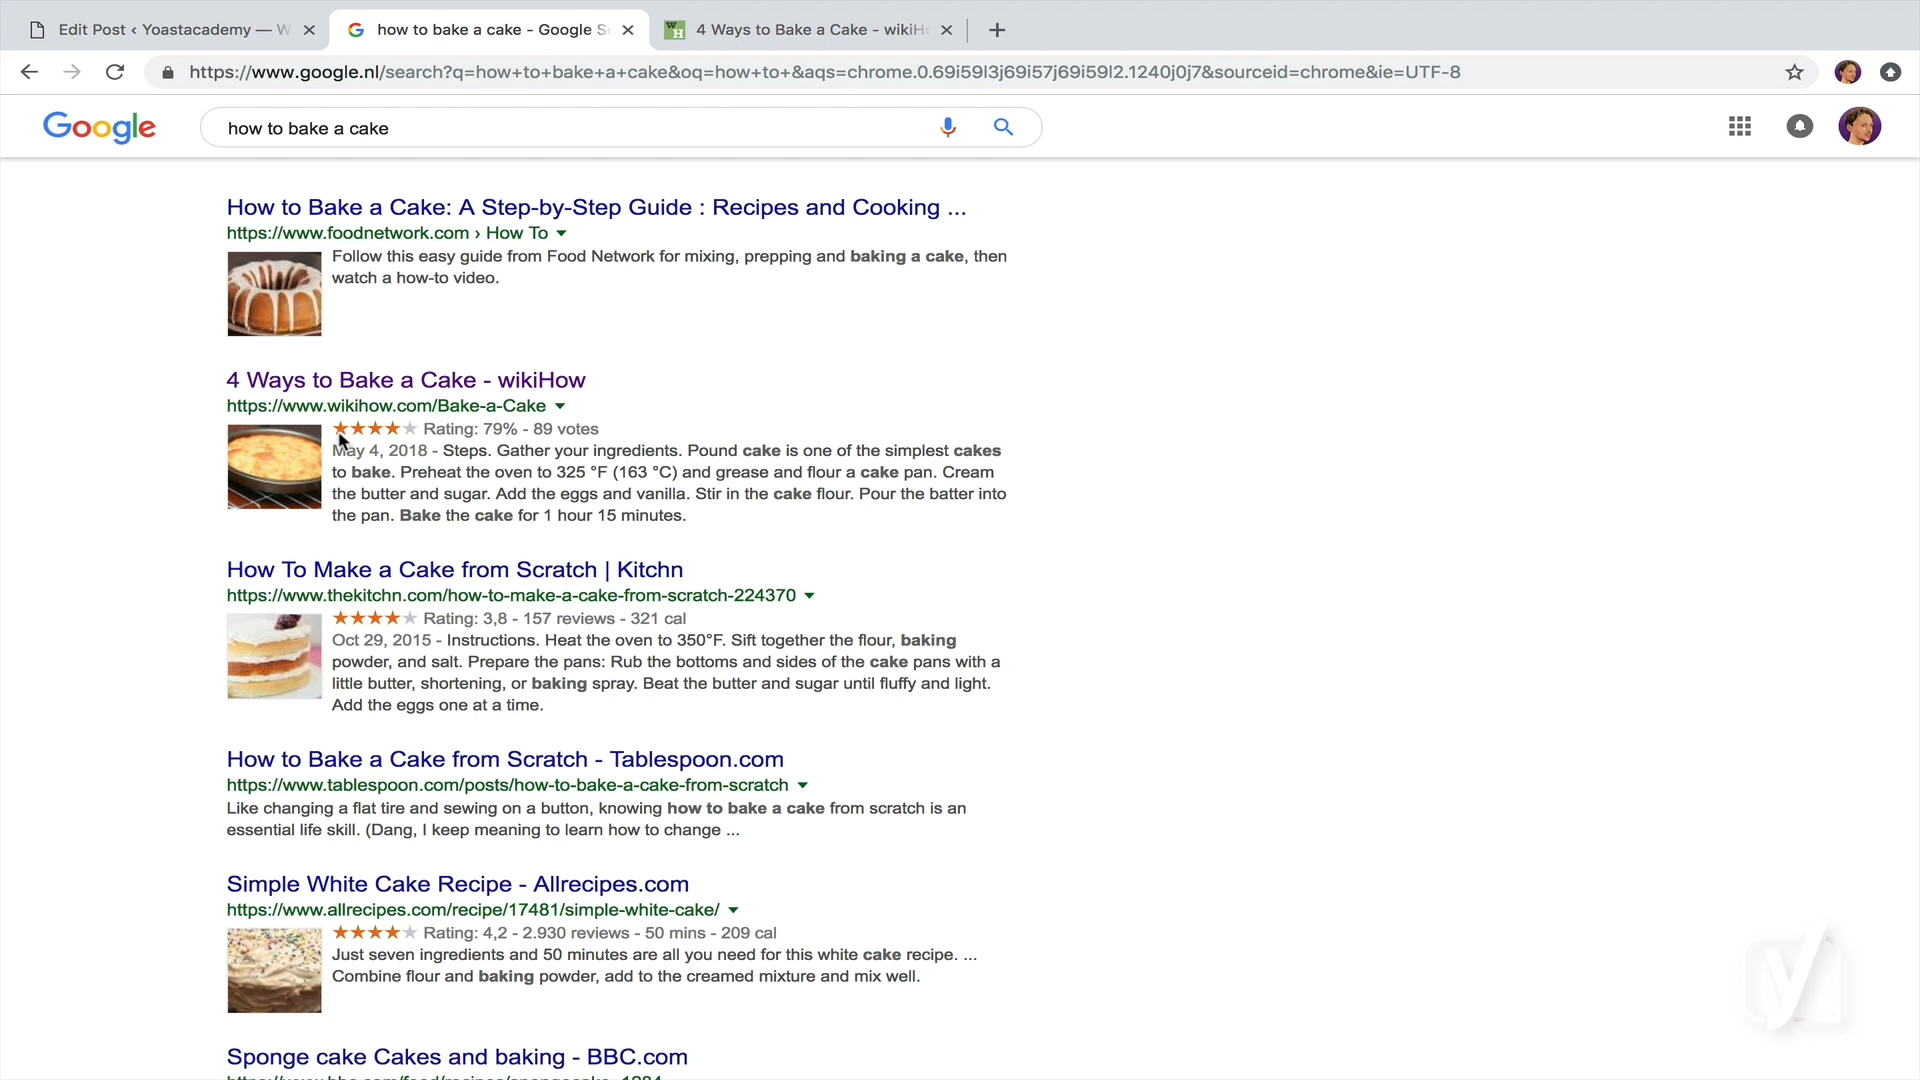 Edit Post ‹ Yoastacademy — W
how to bake a cake - Google Se
4 Ways to Bake a Cake - wikiH
https://www.google.nl/search?q=how+to+bake+a+cake&oq=how+to+&aqs=chrome.0.69i59l3j69i57j69i59l2.1240j0j7&sourceid=chrome&ie=UTF-8
Google
how to bake a cake
How to Bake a Cake: A Step-by-Step Guide : Recipes and Cooking ...
https://www.foodnetwork.com › How To
Follow this easy guide from Food Network for mixing, prepping and baking a cake, then
watch a how-to video.
4 Ways to Bake a Cake - wikiHow
https://www.wikihow.com/Bake-a-Cake
Rating: 79% - 89 votes
May 4, 2018 - Steps. Gather your ingredients. Pound cake is one of the simplest cakes
to bake. Preheat the oven to 325 °F (163 °C) and grease and flour a cake pan. Cream
the butter and sugar. Add the eggs and vanilla. Stir in the cake flour. Pour the batter into
the pan. Bake the cake for 1 hour 15 minutes.
How To Make a Cake from Scratch | Kitchn
https://www.thekitchn.com/how-to-make-a-cake-from-scratch-224370
Rating: 3,8 - 157 reviews - 321 cal
Oct 29, 2015 - Instructions. Heat the oven to 350°F. Sift together the flour, baking
powder, and salt. Prepare the pans: Rub the bottoms and sides of the cake pans with a
little butter, shortening, or baking spray. Beat the butter and sugar until fluffy and light.
Add the eggs one at a time.
How to Bake a Cake from Scratch - Tablespoon.com
https://www.tablespoon.com/posts/how-to-bake-a-cake-from-scratch
Like changing a flat tire and sewing on a button, knowing how to bake a cake from scratch is an
essential life skill. (Dang, I keep meaning to learn how to change ...
Simple White Cake Recipe - Allrecipes.com
https://www.allrecipes.com/recipe/17481/simple-white-cake/
Rating: 4,2 - 2.930 reviews - 50 mins - 209 cal
Just seven ingredients and 50 minutes are all you need for this white cake recipe. ...
Combine flour and baking powder, add to the creamed mixture and mix well.
Sponge cake Cakes and baking - BBC.com
y